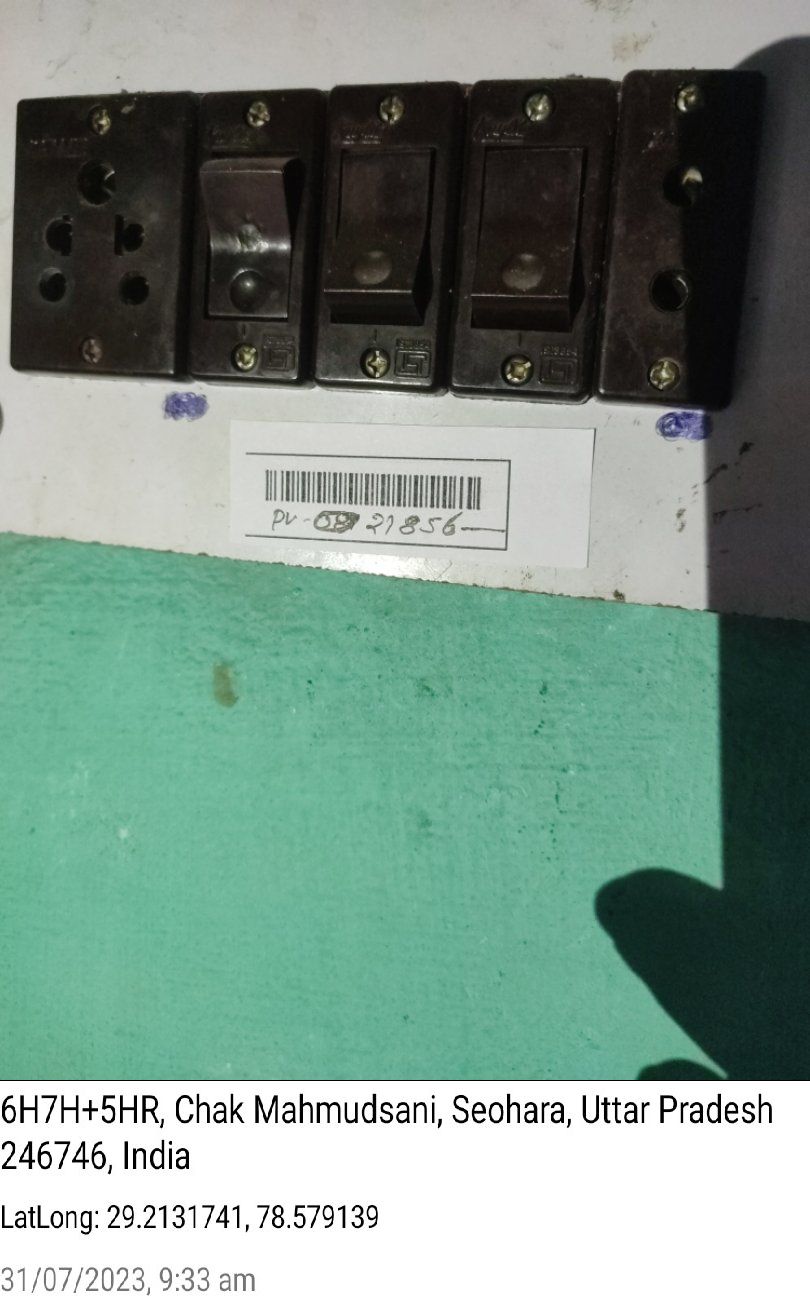 PV- 21856
6H7H+5HR, Chak Mahmudsani, Seohara, Uttar Pradesh
246746, India
LatLong: 29.2131741, 78.579139
31/07/2023, 9:33 am